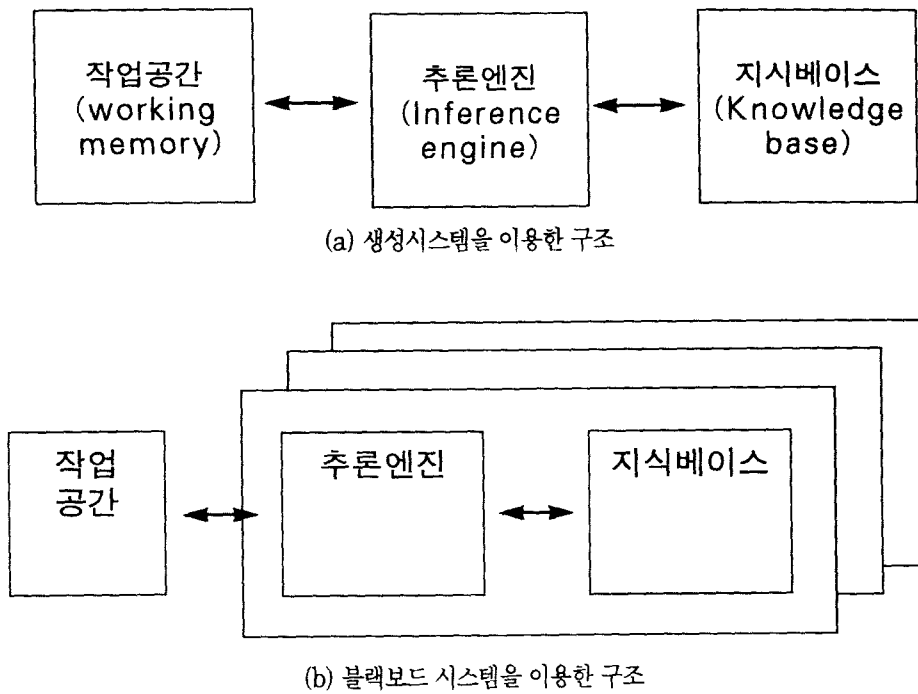 작업공간
(working
memory)
추론엔진
(Inference
engine)
지시베이스
(Knowledge
base)
(a) 생성시스템을 이용한 구조
작업
공간
추론엔진
지식베이스
(b) 블랙보드 시스템을 이용한 구조